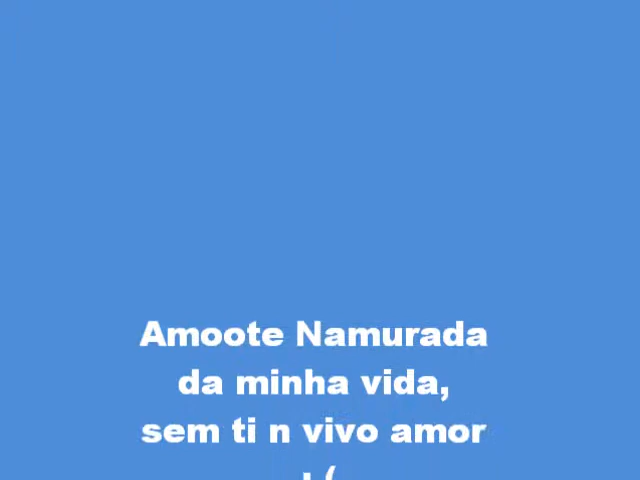 Amoote Namurada
da minha vida,
sem ti n vivo amor
:(